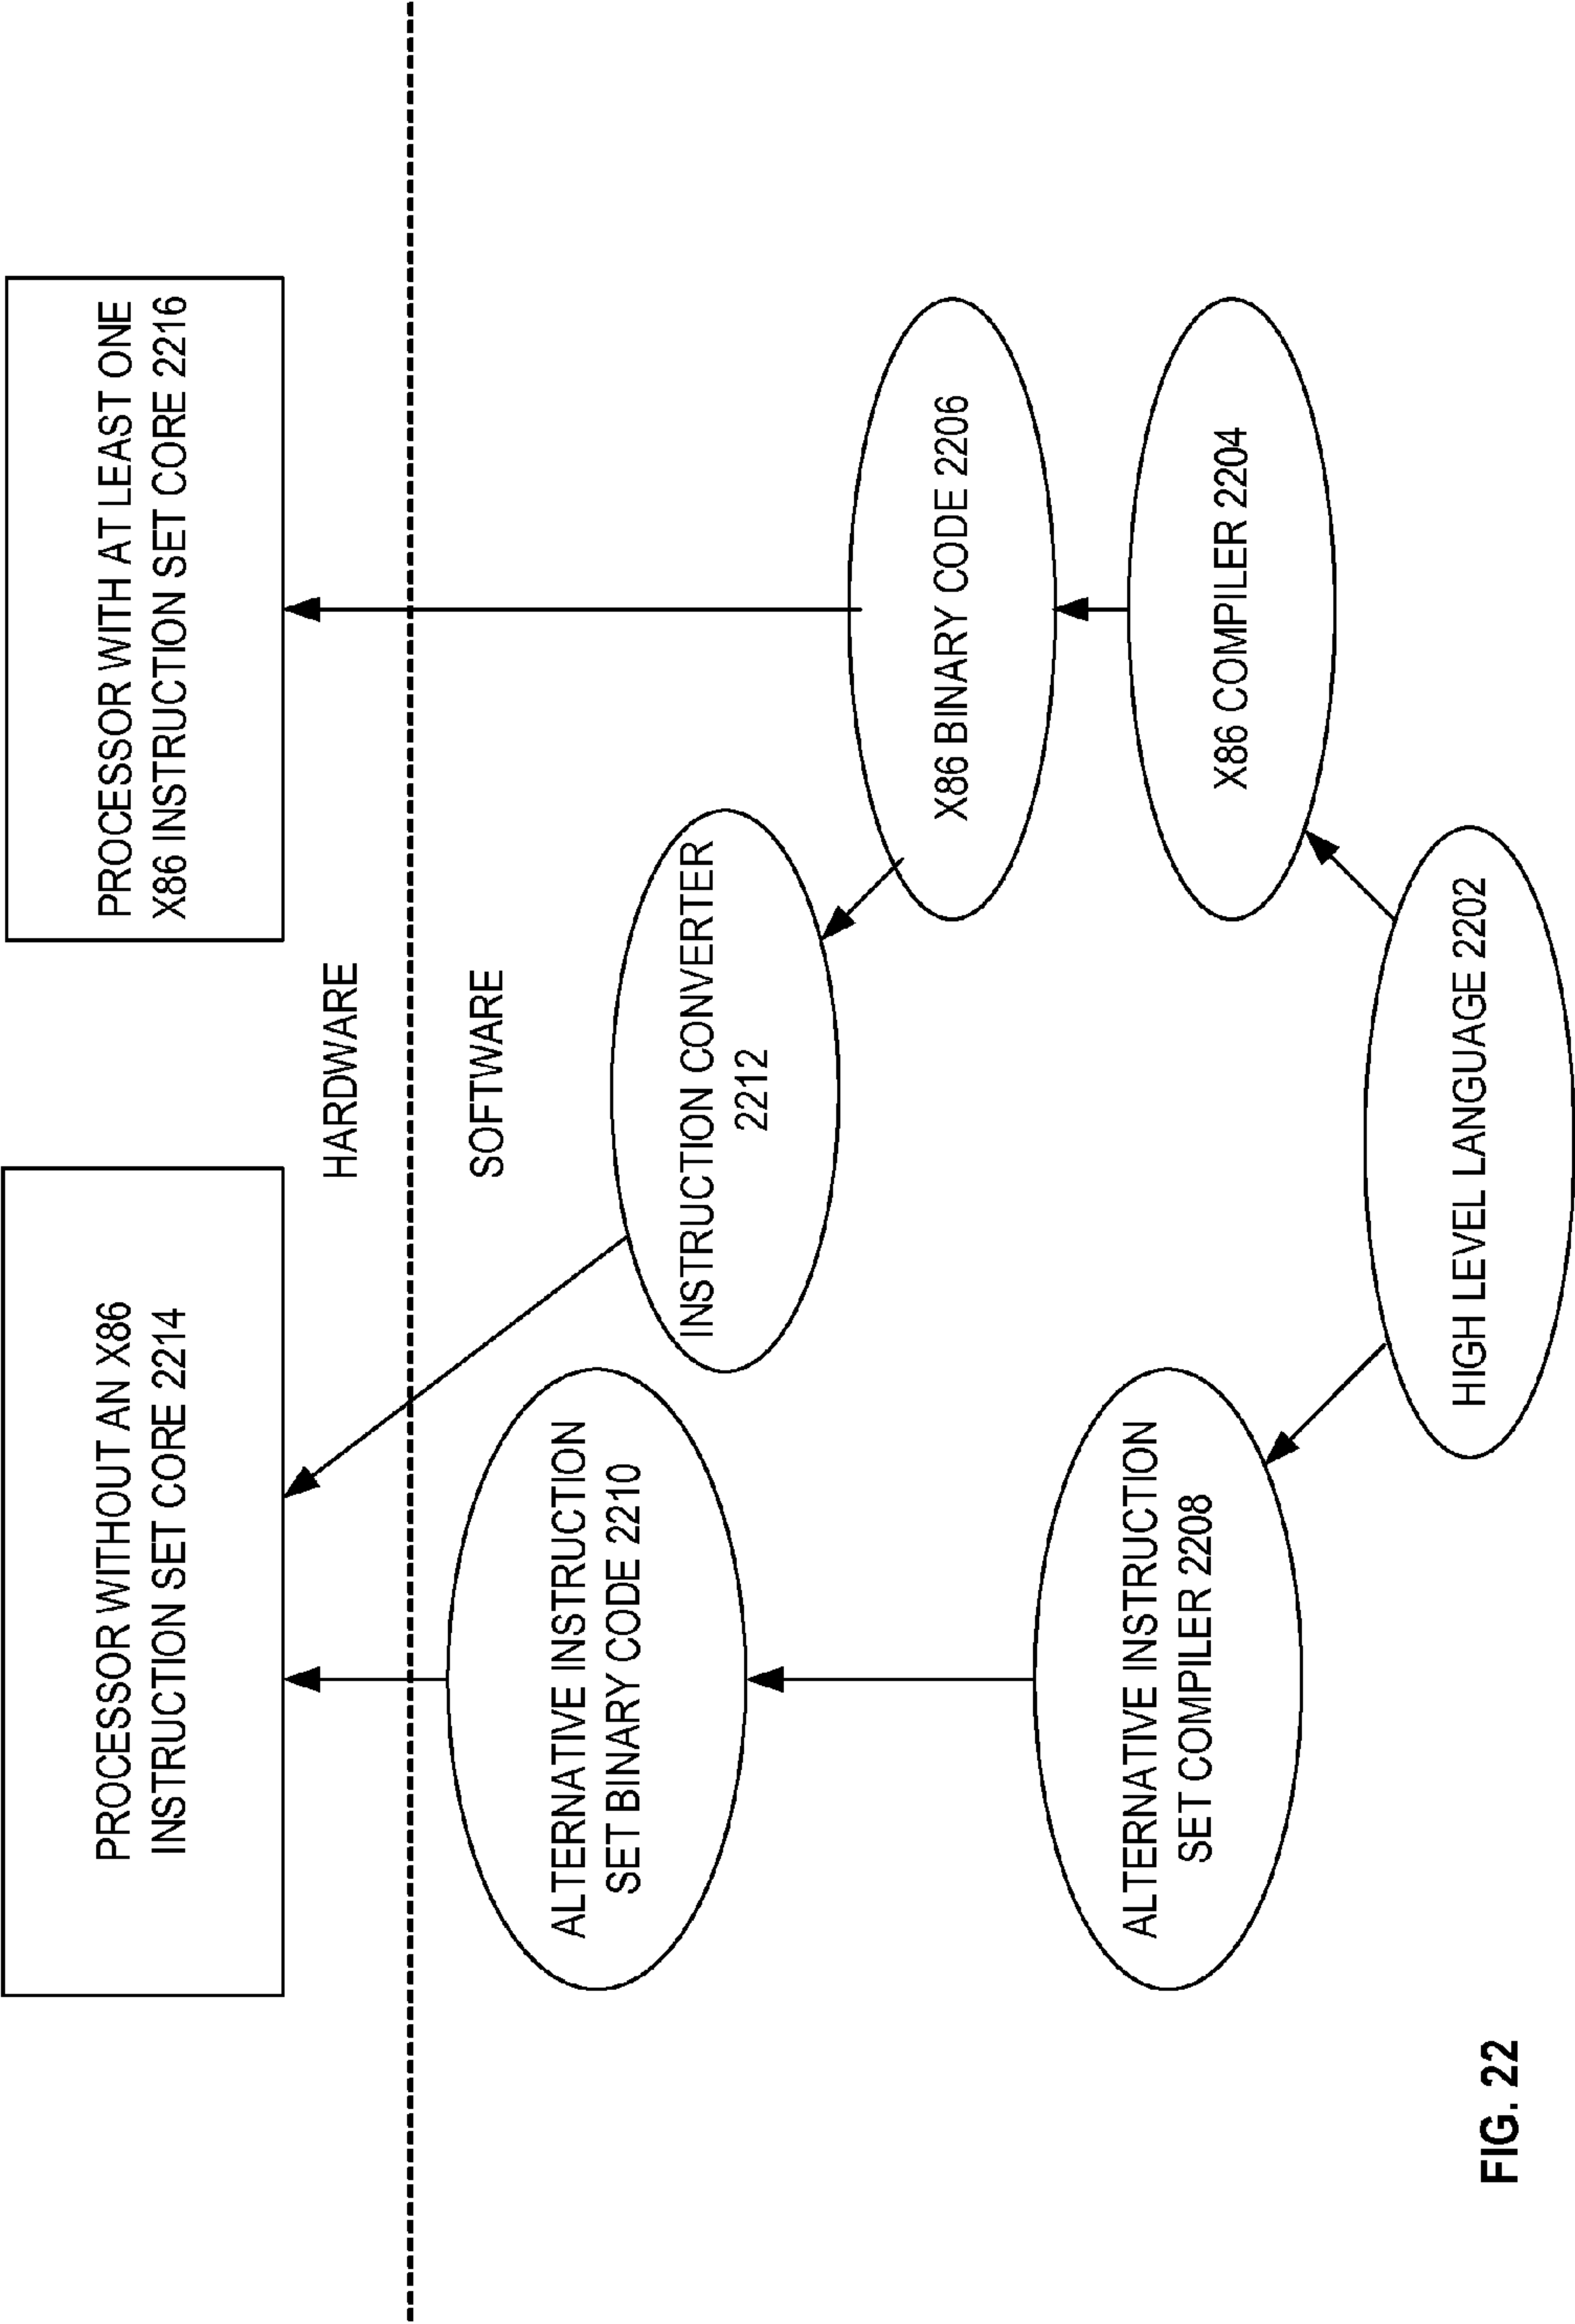 PROCESSOR WITHOUT AN X86
INSTRUCTION SET CORE 2214
PROCESSOR WITH AT LEAST ONE
X86 INSTRUCTION SET CORE 2216
HARDWARE
SOFTWARE
ALTERNATIVE INSTRUCTION
SET BINARY CODE 2210
INSTRUCTION CONVERTER
2212
X86 BINARY CODE 2206
ALTERNATIVE INSTRUCTION
SET COMPILER 2208
X86 COMPILER 2204
HIGH LEVEL LANGUAGE 2202
FIG. 22